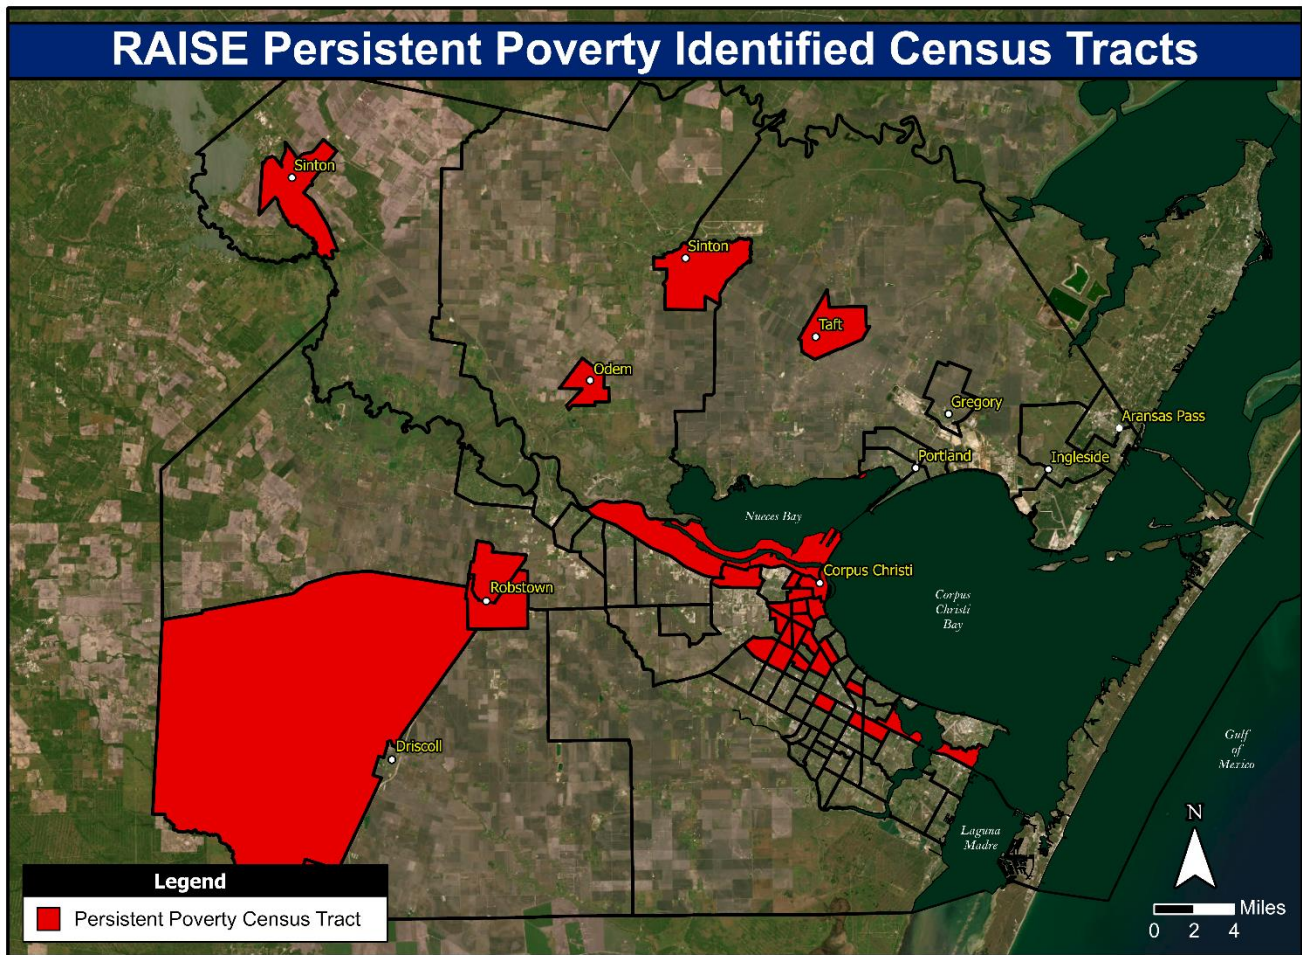 RAISE Persistent Poverty Identified Census Tracts
Sinton
Sinton
Taft
Odem
Gregory
Aransas Pass
Portland
Ingleside
Nueces Bay
Corpus Christi
Robstown
Corpus
Christi
Bay
Driscoll
Gulf
of
Mexico
Laguna
Madre
N
Legend
Persistent Poverty Census Tract
Miles
0 2 4